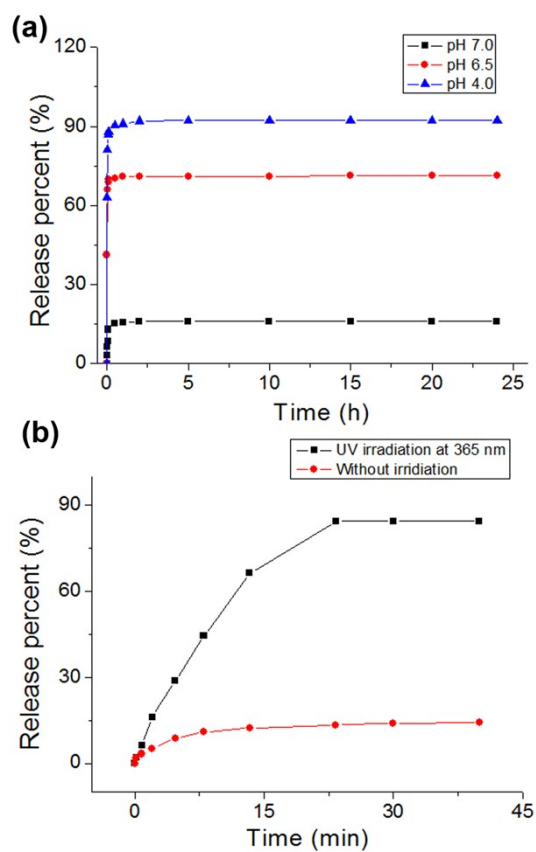 (a)
120
90
60
30
0
Release percent (%)
pH 7.0
pH 6.5
pH 4.0
0 5 10 15 20 25
Time (h)
(b)
UV irradiation at 365 nm
Without irridiation
90
60
30
0
Release percent (%)
0 15 30 45
Time (min)